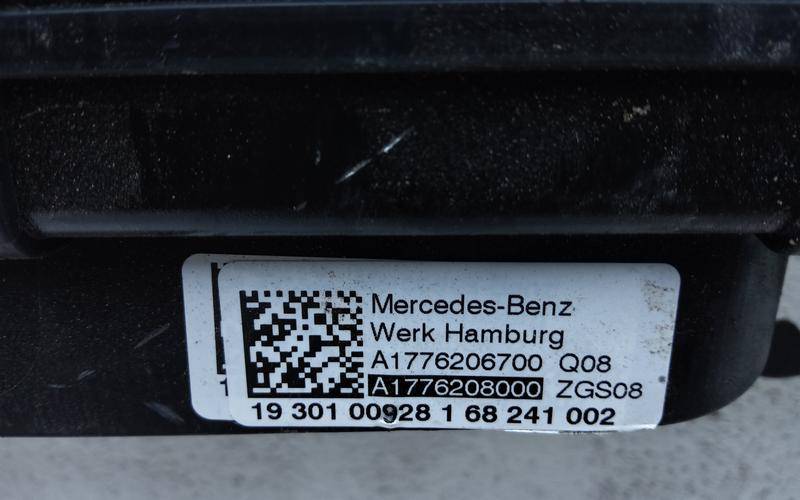 Mercedes-Benz
Werk Hamburg
A1776206700 Q08
A1776208000 ZGS08
19 301 00928 1 68 241 002